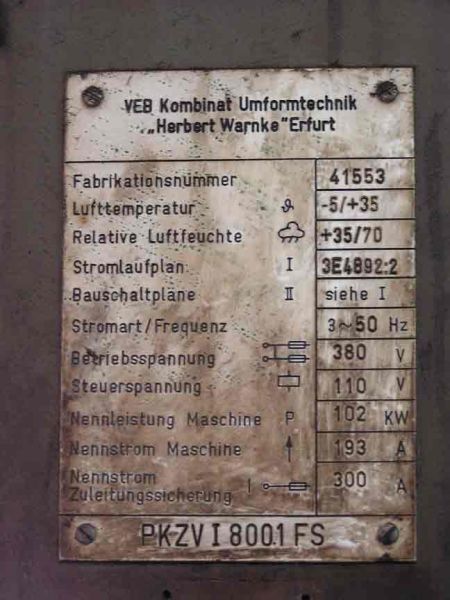 VEB Kombinat Umformtechnik
„Herbert Warnke" Erfurt
Fabrikationsnummer 41553
Lufttemperatur ϑ -5/+35
Relative Luftfeuchte +35/70
Stromlaufplan I 3E4892:2
Bauschaltpläne II siehe I
Stromart/Frequenz 3~50 Hz
Betriebsspannung 380 V
Steuerspannung 110 V
Nennleistung Maschine P 102 KW
Nennstrom Maschine 193 A
Nennstrom
Zuleitungssicherung I 300 A
PKZV I 800.1 FS